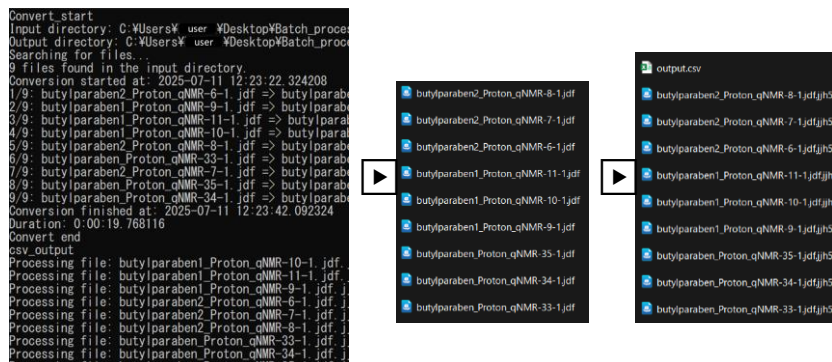 Convert_start
Input directory: C:¥Users¥ user ¥Desktop¥Batch_proce
Output directory: C:¥Users¥ user ¥Desktop¥Batch_proce
Searching for files...
9 files found in the input directory.
Conversion started at: 2025-07-11 12:23:22.324208
1/9: butylparaben2_Proton_qNMR-6-1.jdf => butylparabe
2/9: butylparaben1_Proton_qNMR-9-1.jdf => butylparabe
3/9: butylparaben1_Proton_qNMR-11-1.jdf => butylparab
4/9: butylparaben1_Proton_qNMR-10-1.jdf => butylparab
5/9: butylparaben2_Proton_qNMR-8-1.jdf => butylparabe
6/9: butylparaben_Proton_qNMR-33-1.jdf => butylparabe
7/9: butylparaben2_Proton_qNMR-7-1.jdf => butylparabe
8/9: butylparaben_Proton_qNMR-35-1.jdf => butylparabe
9/9: butylparaben_Proton_qNMR-34-1.jdf => butylparabe
Conversion finished at: 2025-07-11 12:23:42.092324
Duration: 0:00:19.768116
Convert end
csv_output
Processing file: butylparaben1_Proton_qNMR-10-1.jdf.
Processing file: butylparaben1_Proton_qNMR-11-1.jdf.
Processing file: butylparaben1_Proton_qNMR-9-1.jdf.j
Processing file: butylparaben2_Proton_qNMR-6-1.jdf.j
Processing file: butylparaben2_Proton_qNMR-7-1.jdf.j
Processing file: butylparaben2_Proton_qNMR-8-1.jdf.j
Processing file: butylparaben_Proton_qNMR-33-1.jdf.j
Processing file: butylparaben_Proton_qNMR-34-1.jdf.j
butylparaben2_Proton_qNMR-8-1.jdf
butylparaben2_Proton_qNMR-7-1.jdf
butylparaben2_Proton_qNMR-6-1.jdf
butylparaben1_Proton_qNMR-11-1.jdf
butylparaben1_Proton_qNMR-10-1.jdf
butylparaben1_Proton_qNMR-9-1.jdf
butylparaben_Proton_qNMR-35-1.jdf
butylparaben_Proton_qNMR-34-1.jdf
butylparaben_Proton_qNMR-33-1.jdf
output.csv
butylparaben2_Proton_qNMR-8-1.jdf.jjh5
butylparaben2_Proton_qNMR-7-1.jdf.jjh5
butylparaben2_Proton_qNMR-6-1.jdf.jjh5
butylparaben1_Proton_qNMR-11-1.jdf.jjh
butylparaben1_Proton_qNMR-10-1.jdf.jjh
butylparaben1_Proton_qNMR-9-1.jdf.jjh5
butylparaben_Proton_qNMR-35-1.jdf.jjh5
butylparaben_Proton_qNMR-34-1.jdf.jjh5
butylparaben_Proton_qNMR-33-1.jdf.jjh5